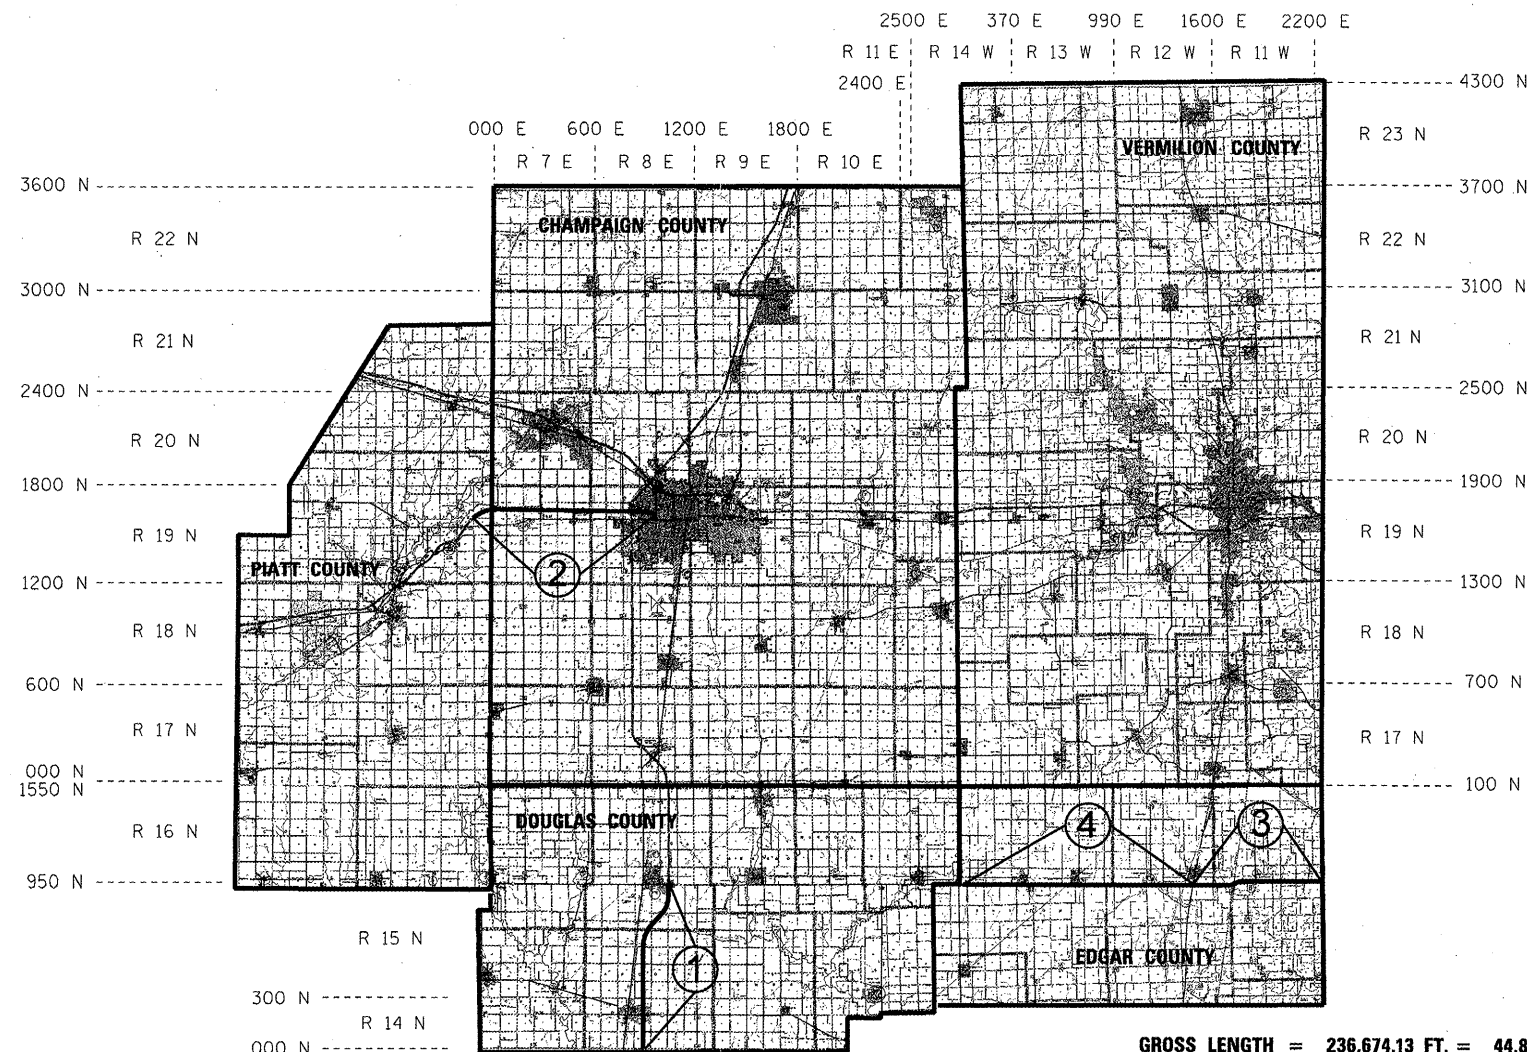 2500 E 370 E 990 E 1600 E 2200 E
R 11 E R 14 W R 13 W R 12 W R 11 W
2400 E
4300 N
000 E 600 E 1200 E 1800 E
R 23 N
VERMILION COUNTY
R 7 E R 8 E R 9 E R 10 E
3600 N
3700 N
CHAMPAIGN COUNTY
R 22 N
R 22 N
3000 N
3100 N
R 21 N
R 21 N
2400 N
2500 N
R 20 N
R 20 N
1800 N
1900 N
R 19 N
R 19 N
PIATT COUNTY
2
1200 N
1300 N
R 18 N
R 18 N
600 N
700 N
R 17 N
R 17 N
000 N
1550 N
100 N
DOUGLAS COUNTY
4
3
R 16 N
950 N
R 15 N
EDGAR COUNTY
1
300 N
R 14 N
000 N
GROSS LENGTH = 236,674.13 FT. = 44.8